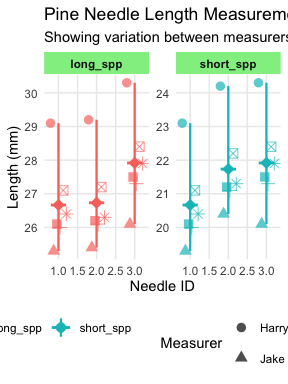 Pine Needle Length Measureme
Showing variation between measurers
long_spp short_spp
Length (mm)
30 24
29 23
28 22
27 21
26 20
1.0 1.5 2.0 2.5 3.0 1.0 1.5 2.0 2.5 3.0
Needle ID
ong_spp short_spp
Measurer
Harry
Jake